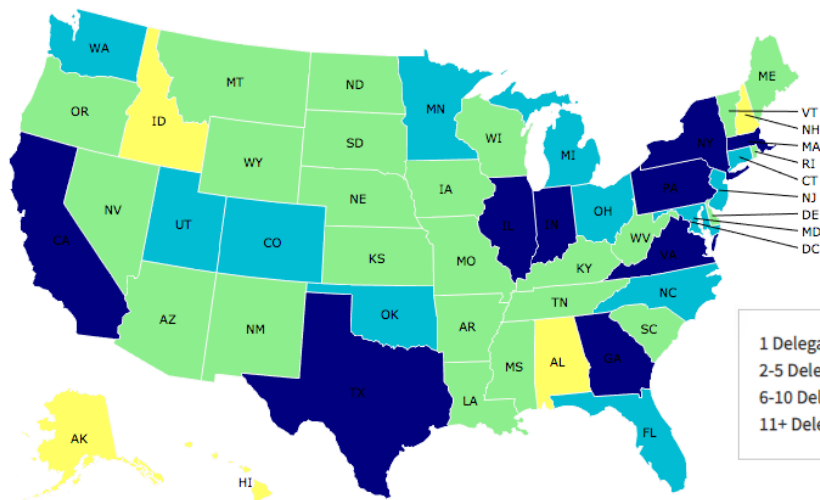 WA
MT
ND
MN
ME
OR
ID
SD
WI
VT
NH
WY
MI
NY
MA
RI
CT
NE
IA
PA
NJ
NV
UT
CO
IL
IN
OH
DE
MD
DC
CA
KS
MO
WV
VA
KY
NC
TN
AZ
NM
OK
AR
SC
MS
AL
GA
TX
LA
FL
AK
HI
1 Delega
2-5 Dele
6-10 Del
11+ Dele